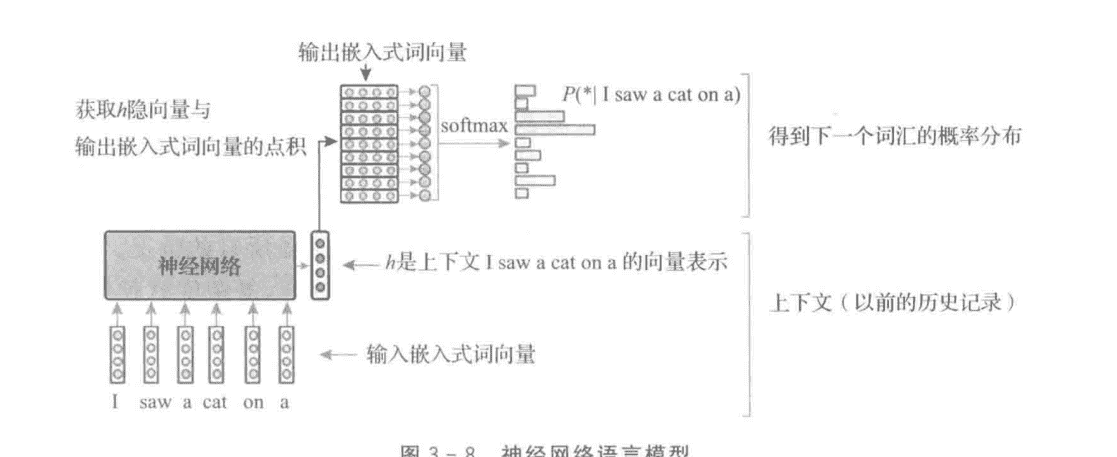 输出嵌入式词向量
获取h隐向量与
输出嵌入式词向量的点积
softmax
P(*| I saw a cat on a)
得到下一个词汇的概率分布
神经网络
h是上下文 I saw a cat on a 的向量表示
上下文（以前的历史记录）
输入嵌入式词向量
I saw a cat on a
图 3-8 神经网络语言模型